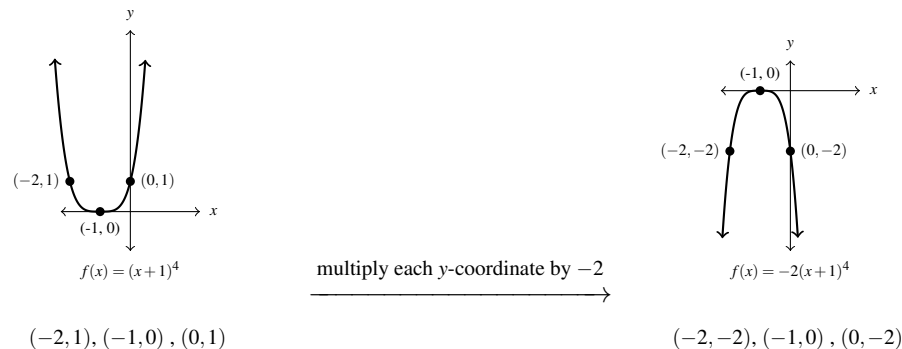 y
x
(−2,1)
(0,1)
(-1, 0)
f(x) = (x+1)⁴
multiply each y-coordinate by −2
y
(-1, 0)
x
(−2,−2)
(0,−2)
f(x) = −2(x+1)⁴
(−2,1), (−1,0) , (0,1)
(−2,−2), (−1,0) , (0,−2)